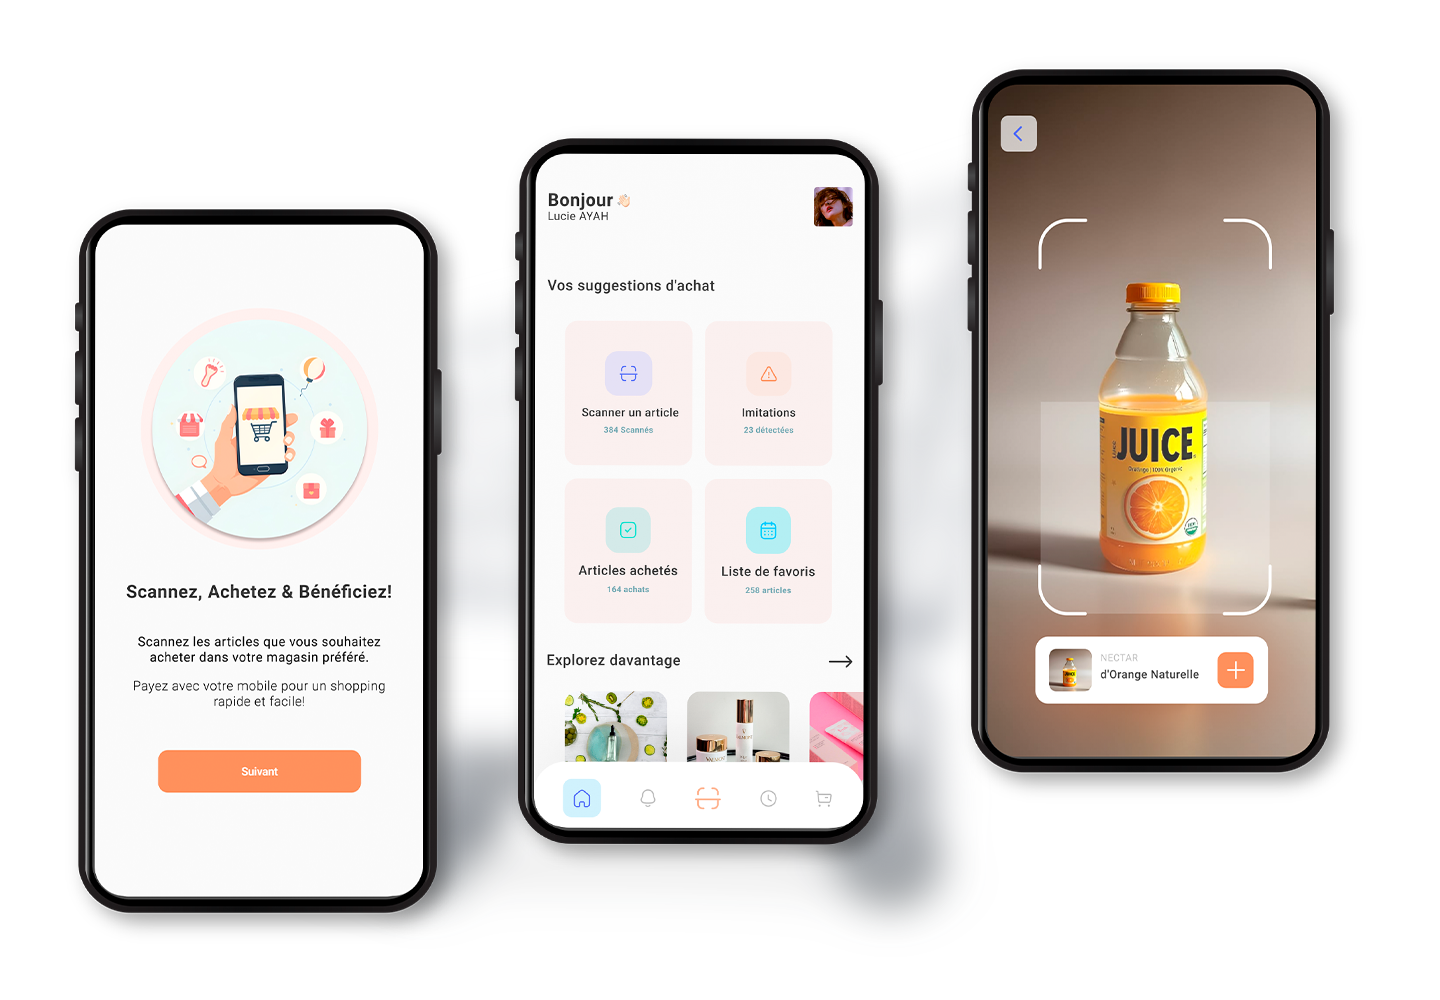 Scannez, Achetez & Bénéficiez!
Scannez les articles que vous souhaitez
acheter dans votre magasin préféré.
Payez avec votre mobile pour un shopping
rapide et facile!
Suivant
Bonjour
Lucie AYAH
Vos suggestions d'achat
Scanner un article
384 Scannés
Imitations
23 détectées
Articles achetés
164 achats
Liste de favoris
258 articles
Explorez davantage
VALMONT
JUICE
Orange | 100% Organic
NECTAR
d'Orange Naturelle